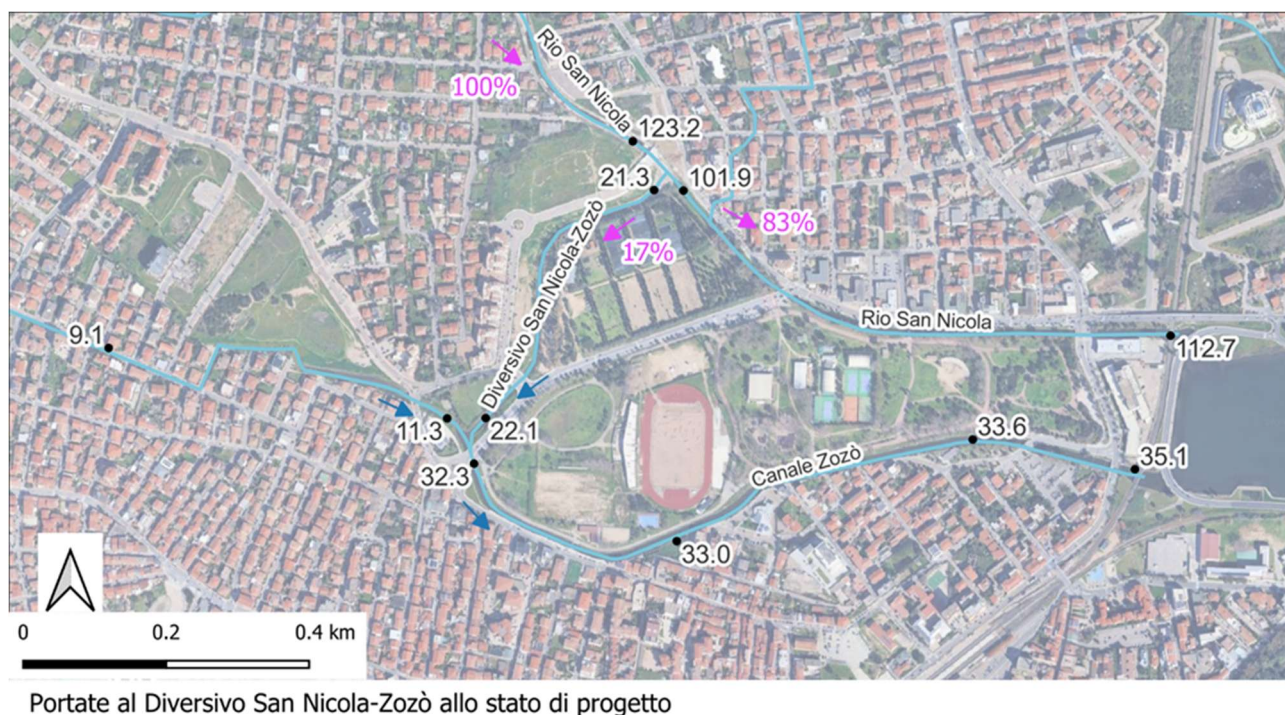 Rio San Nicola
100%
123.2
21.3
101.9
83%
17%
Diversivo San Nicola-Zozò
Rio San Nicola
9.1
112.7
11.3
22.1
33.6
Canale Zozò
35.1
32.3
33.0
0 0.2 0.4 km
Portate al Diversivo San Nicola-Zozò allo stato di progetto